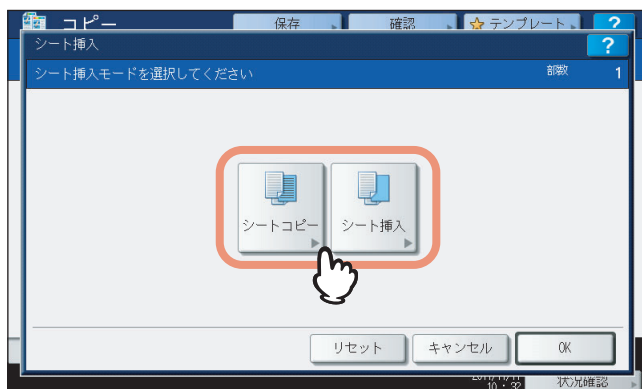 コピー 保存 確認 テンプレート ?
シート挿入 ?
シート挿入モードを選択してください 部数 1
シートコピー シート挿入
リセット キャンセル OK
10:32 状況確認